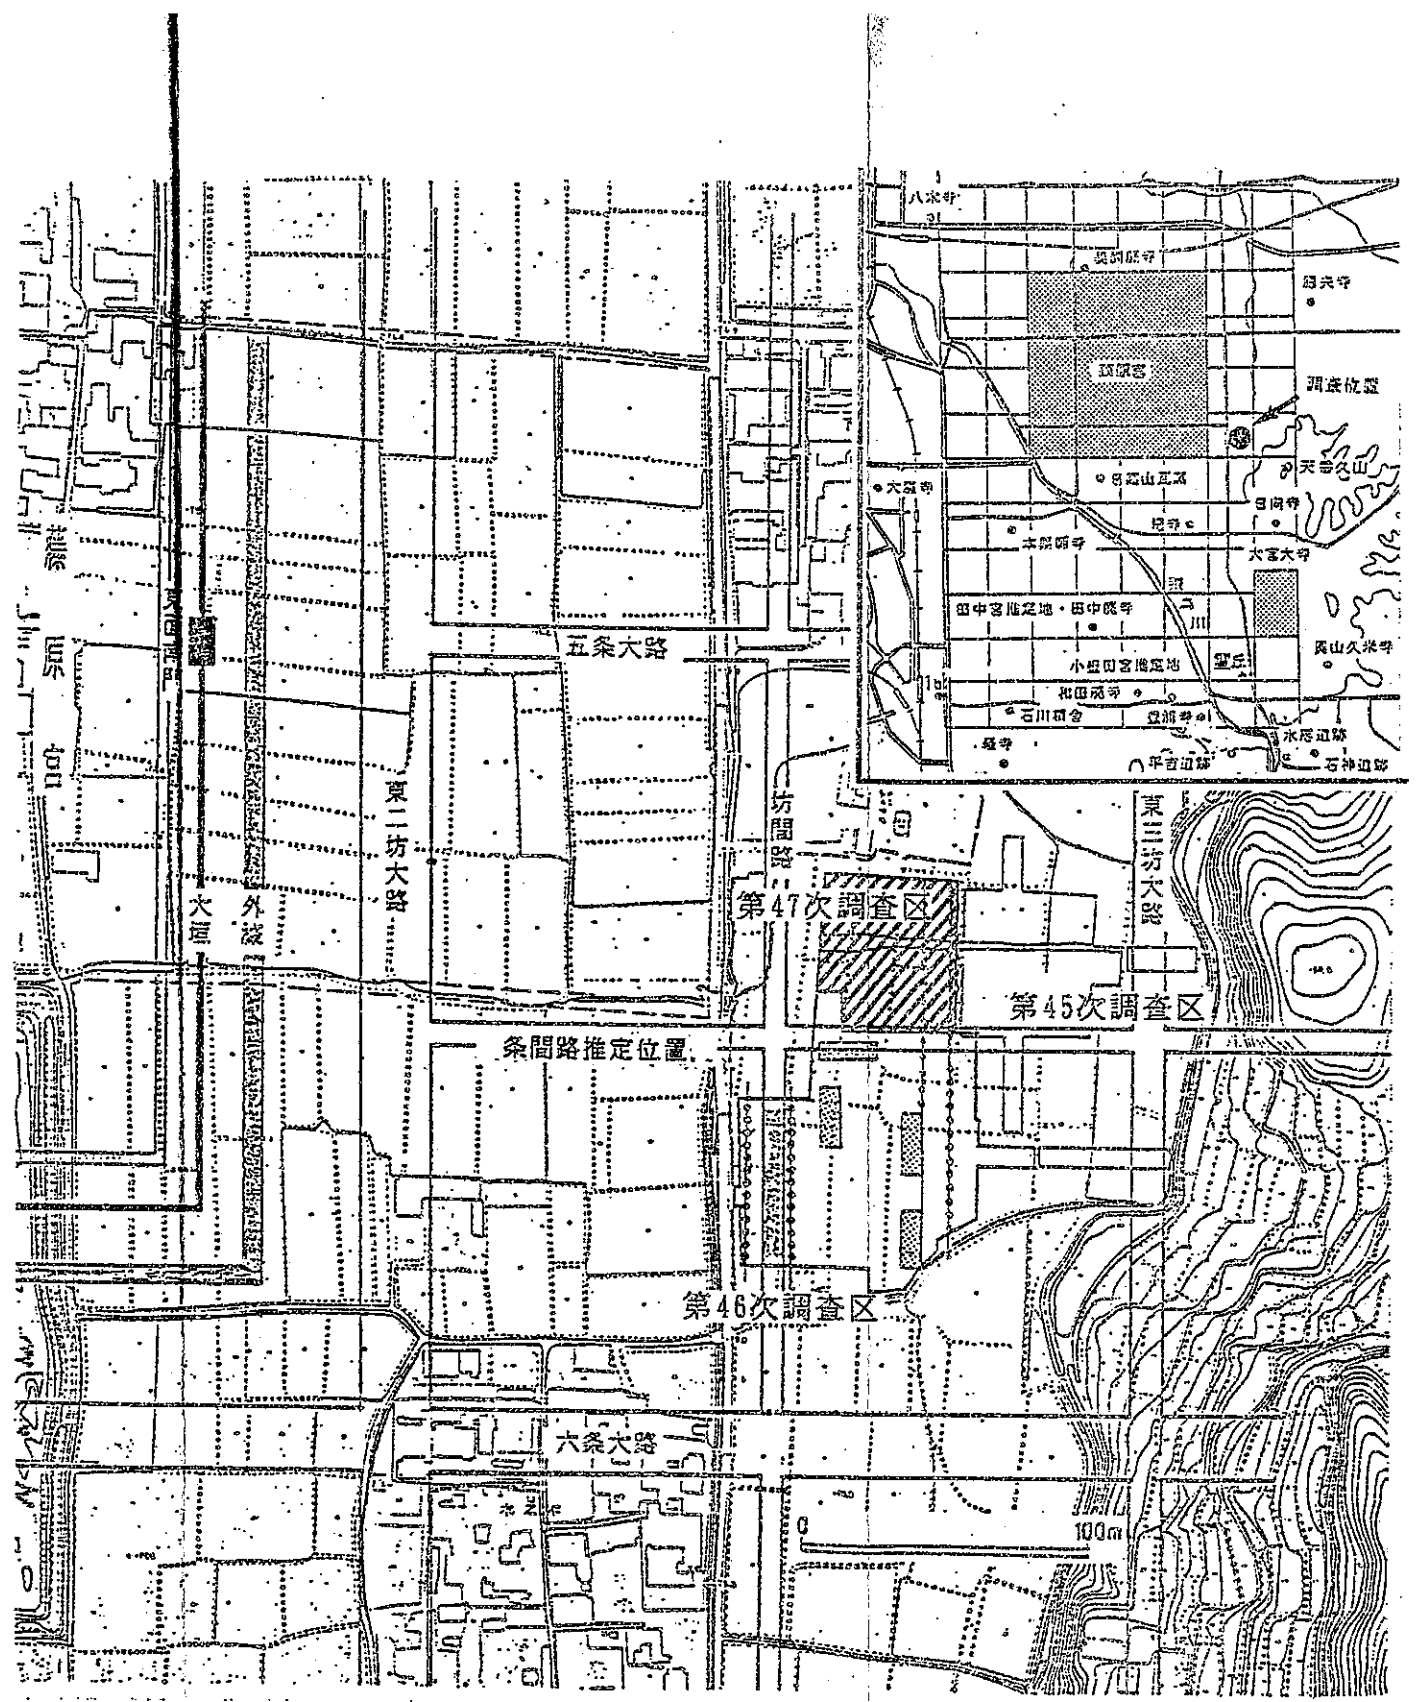 八木寺
藤原宮
調査位置
天香久山
大官大寺
日向寺
本薬師寺
田中宮推定地・田中廃寺
小墾田宮推定地
雷丘
奥山久米寺
和田廃寺
石川精舎
豊浦寺
水落遺跡
石神遺跡
平吉遺跡
軽寺
藤原宮
五条大路
東二坊大路
坊間路
東三坊大路
大垣
外濠
第47次調査区
第45次調査区
条間路推定位置
第46次調査区
六条大路
0
100m